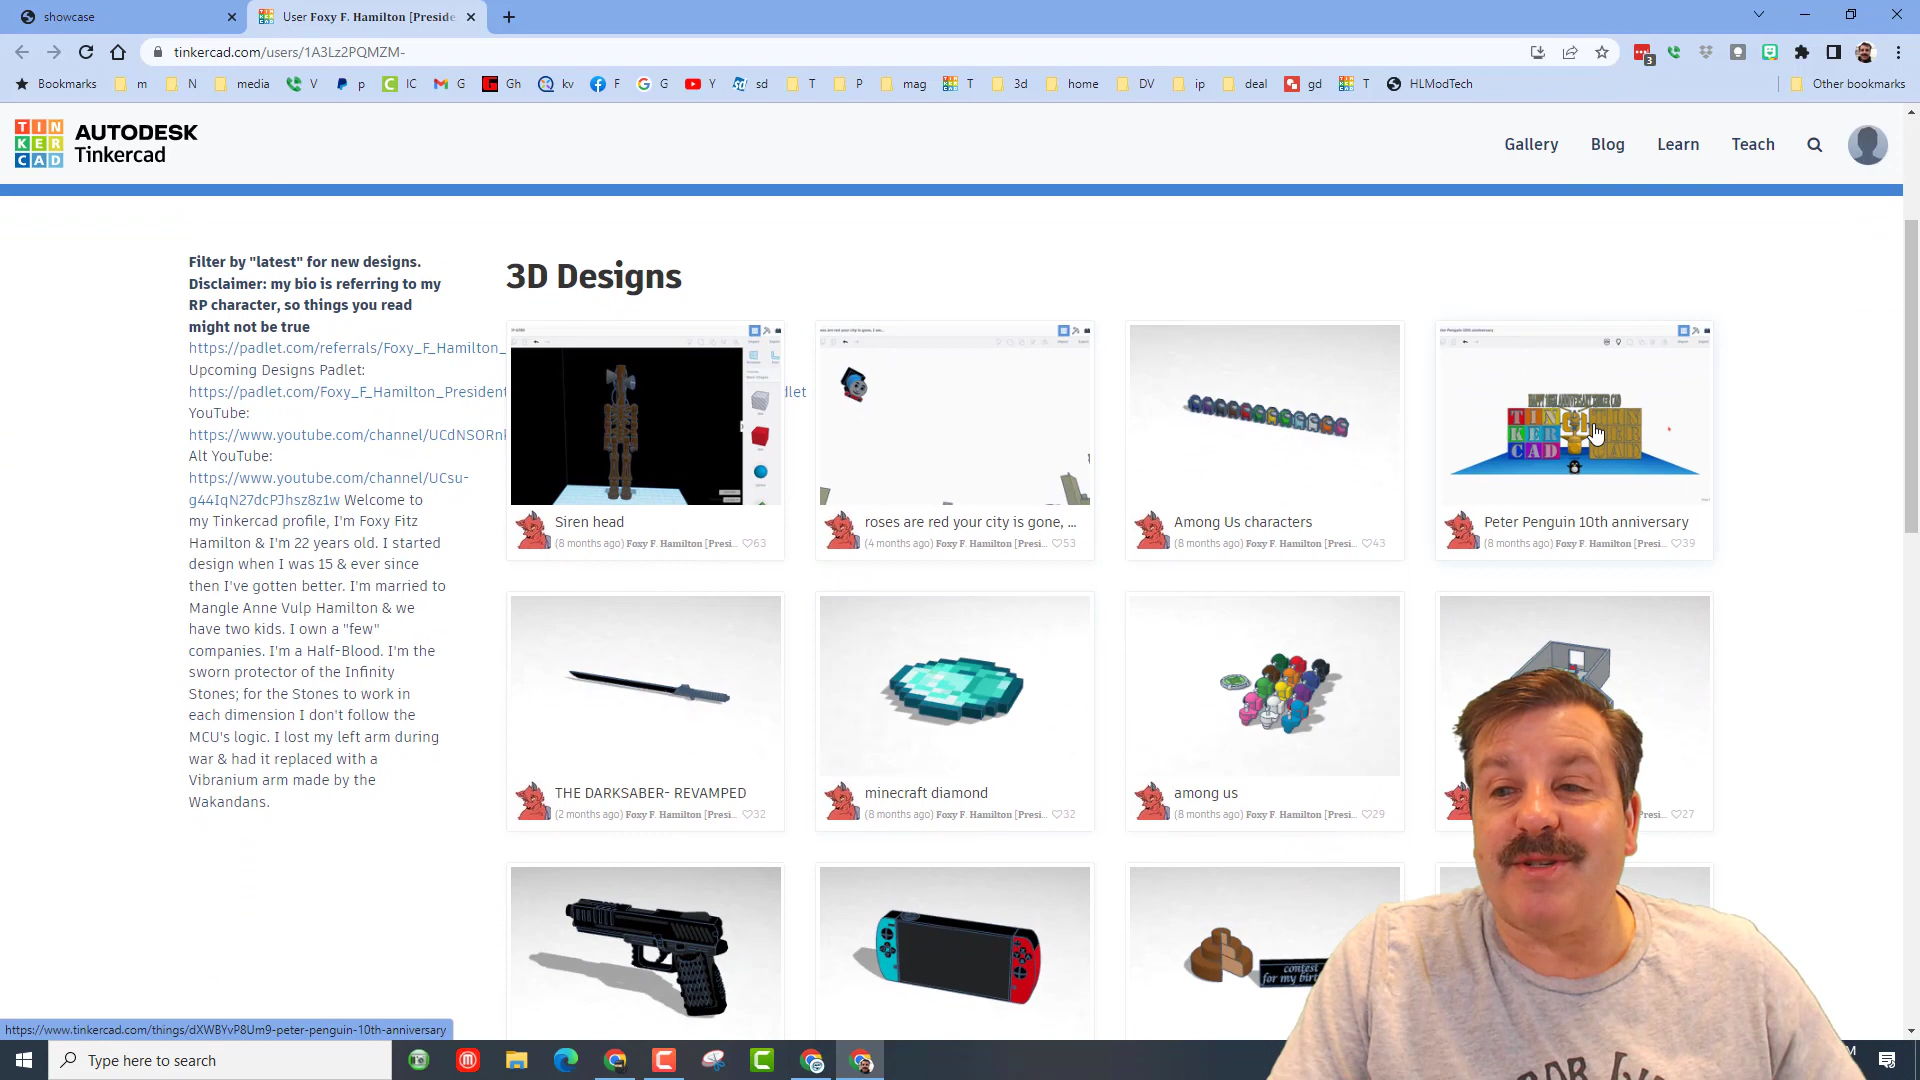 showcase
User Foxy F. Hamilton [Preside
tinkercad.com/users/1A3Lz2PQMZM-
3
Bookmarks m N media V p IC G Gh kv F G Y sd T P mag T 3d home DV ip deal gd T HLModTech Other bookmarks
TIN
KER
CAD
AUTODESK
Tinkercad
Gallery Blog Learn Teach
Filter by "latest" for new designs.
Disclaimer: my bio is referring to my
RP character, so things you read
might not be true
https://padlet.com/referrals/Foxy_F_Hamilton_
Upcoming Designs Padlet:
https://padlet.com/Foxy_F_Hamilton_President
YouTube:
https://www.youtube.com/channel/UCdNSORnl
Alt YouTube:
https://www.youtube.com/channel/UCsu-
g44IqN27dcPJhsz8z1w Welcome to
my Tinkercad profile, I'm Foxy Fitz
Hamilton & I'm 22 years old. I started
design when I was 15 & ever since
then I've gotten better. I'm married to
Mangle Anne Vulp Hamilton & we
have two kids. I own a "few"
companies. I'm a Half-Blood. I'm the
sworn protector of the Infinity
Stones; for the Stones to work in
each dimension I don't follow the
MCU's logic. I lost my left arm during
war & had it replaced with a
Vibranium arm made by the
Wakandans.
3D Designs
Siren head
(8 months ago) Foxy F. Hamilton [Presi... 63
roses are red your city is gone, ...
(4 months ago) Foxy F. Hamilton [Presi... 53
Among Us characters
(8 months ago) Foxy F. Hamilton [Presi... 43
TIN
KER
CAD
Peter Penguin 10th anniversary
(8 months ago) Foxy F. Hamilton [Presi... 39
THE DARKSABER- REVAMPED
(2 months ago) Foxy F. Hamilton [Presi... 32
minecraft diamond
(8 months ago) Foxy F. Hamilton [Presi... 32
among us
(8 months ago) Foxy F. Hamilton [Presi... 29
Presi... 27
contest
for my birt
https://www.tinkercad.com/things/dXWBYvP8Um9-peter-penguin-10th-anniversary
Type here to search